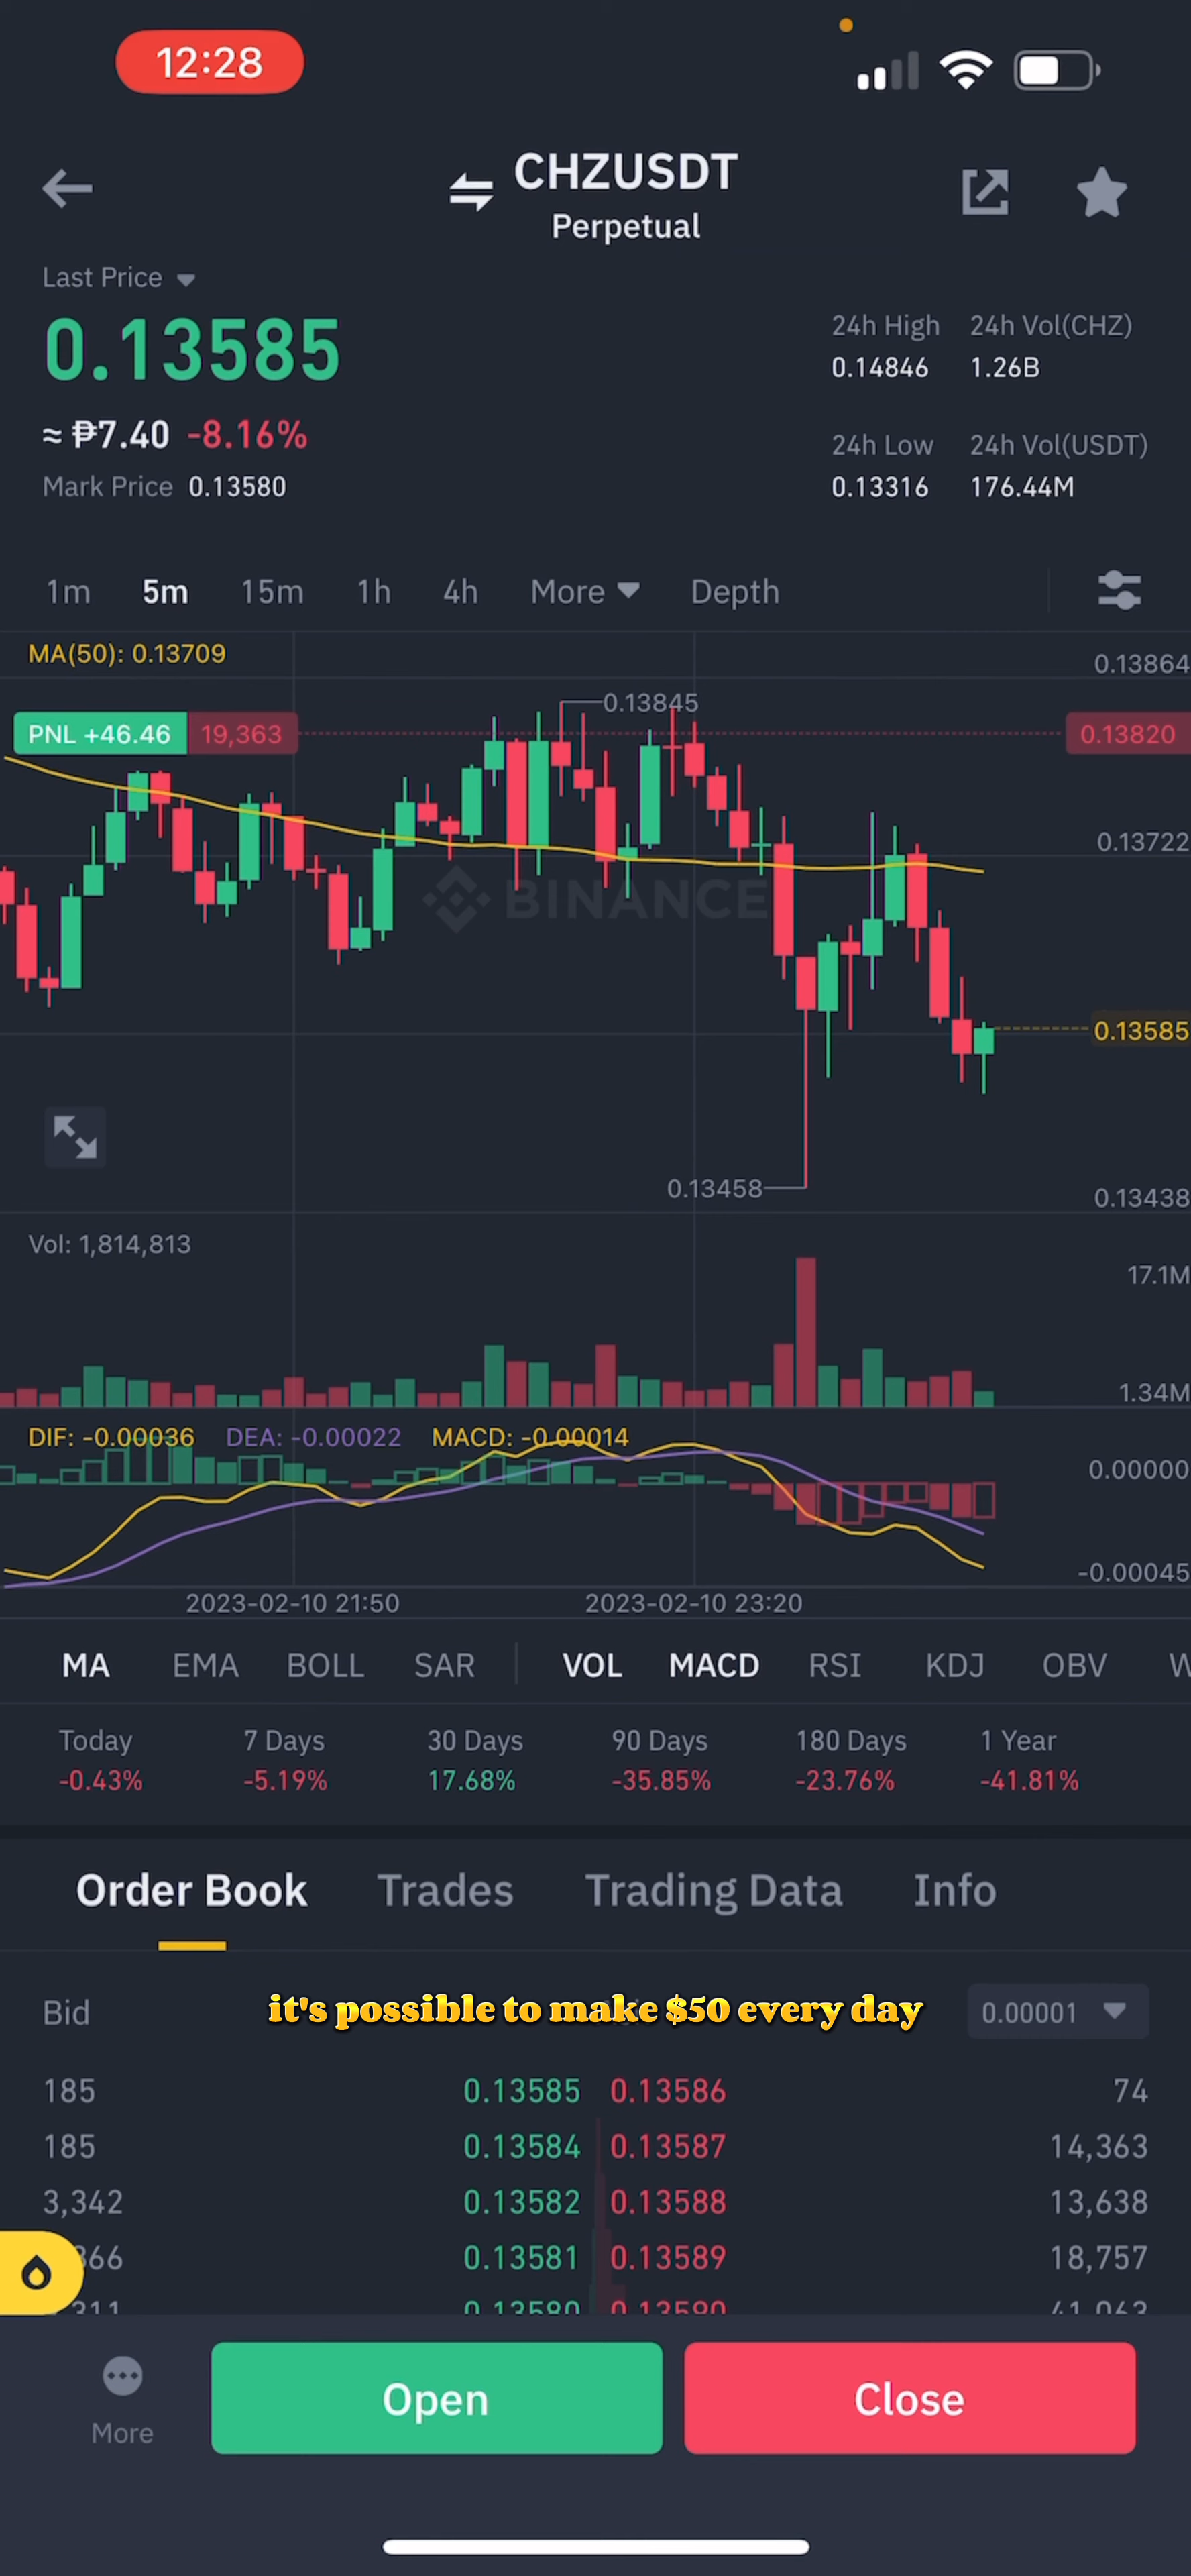 12:28
CHZUSDT
Perpetual
Last Price
0.13585
≈ ₱7.40 -8.16%
Mark Price 0.13580
24h High 24h Vol(CHZ)
0.14846 1.26B
24h Low 24h Vol(USDT)
0.13316 176.44M
1m 5m 15m 1h 4h More Depth
MA(50): 0.13709
0.13864
0.13845
PNL +46.46 19,363
0.13820
0.13722
BINANCE
0.13585
0.13458
0.13438
Vol: 1,814,813
17.1M
1.34M
DIF: -0.00036 DEA: -0.00022 MACD: -0.00014
0.00000
-0.00045
2023-02-10 21:50 2023-02-10 23:20
MA EMA BOLL SAR VOL MACD RSI KDJ OBV
Today 7 Days 30 Days 90 Days 180 Days 1 Year
-0.43% -5.19% 17.68% -35.85% -23.76% -41.81%
Order Book Trades Trading Data Info
Bid
it's possible to make $50 every day
0.00001
185 0.13585 0.13586 74
185 0.13584 0.13587 14,363
3,342 0.13582 0.13588 13,638
0.13581 0.13589 18,757
0.13580 0.13590 41,063
More
Open
Close